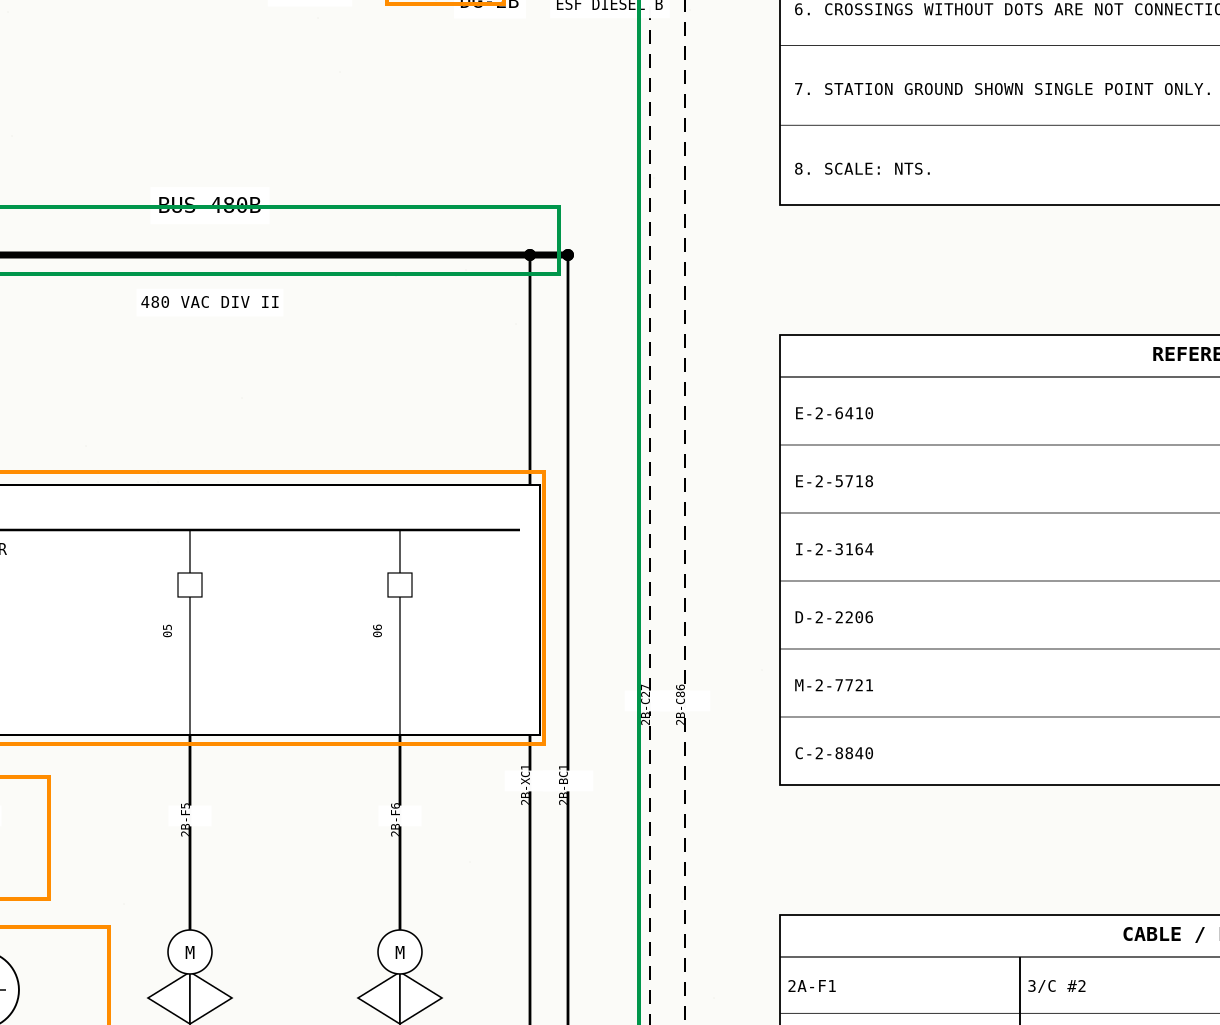 ESF DIESEL B
6. CROSSINGS WITHOUT DOTS ARE NOT
7. STATION GROUND SHOWN SINGLE POINT ONLY.
8. SCALE: NTS.
BUS 480B
480 VAC DIV II
E-2-6410
E-2-5718
I-2-3164
D-2-2206
M-2-7721
C-2-8840
05
06
2B-C27
2B-C86
2B-XC1
2B-BC1
2B-F5
2B-F6
M
M
CABLE /
2A-F1
3/C #2